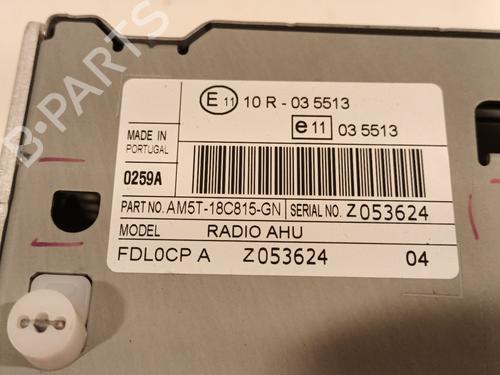 E 11 10 R - 03 5513
e 11 03 5513
MADE IN
PORTUGAL
0259A
PART NO. AM5T-18C815-GN SERIAL NO. Z053624
MODEL RADIO AHU
FDL0CP A Z053624 04